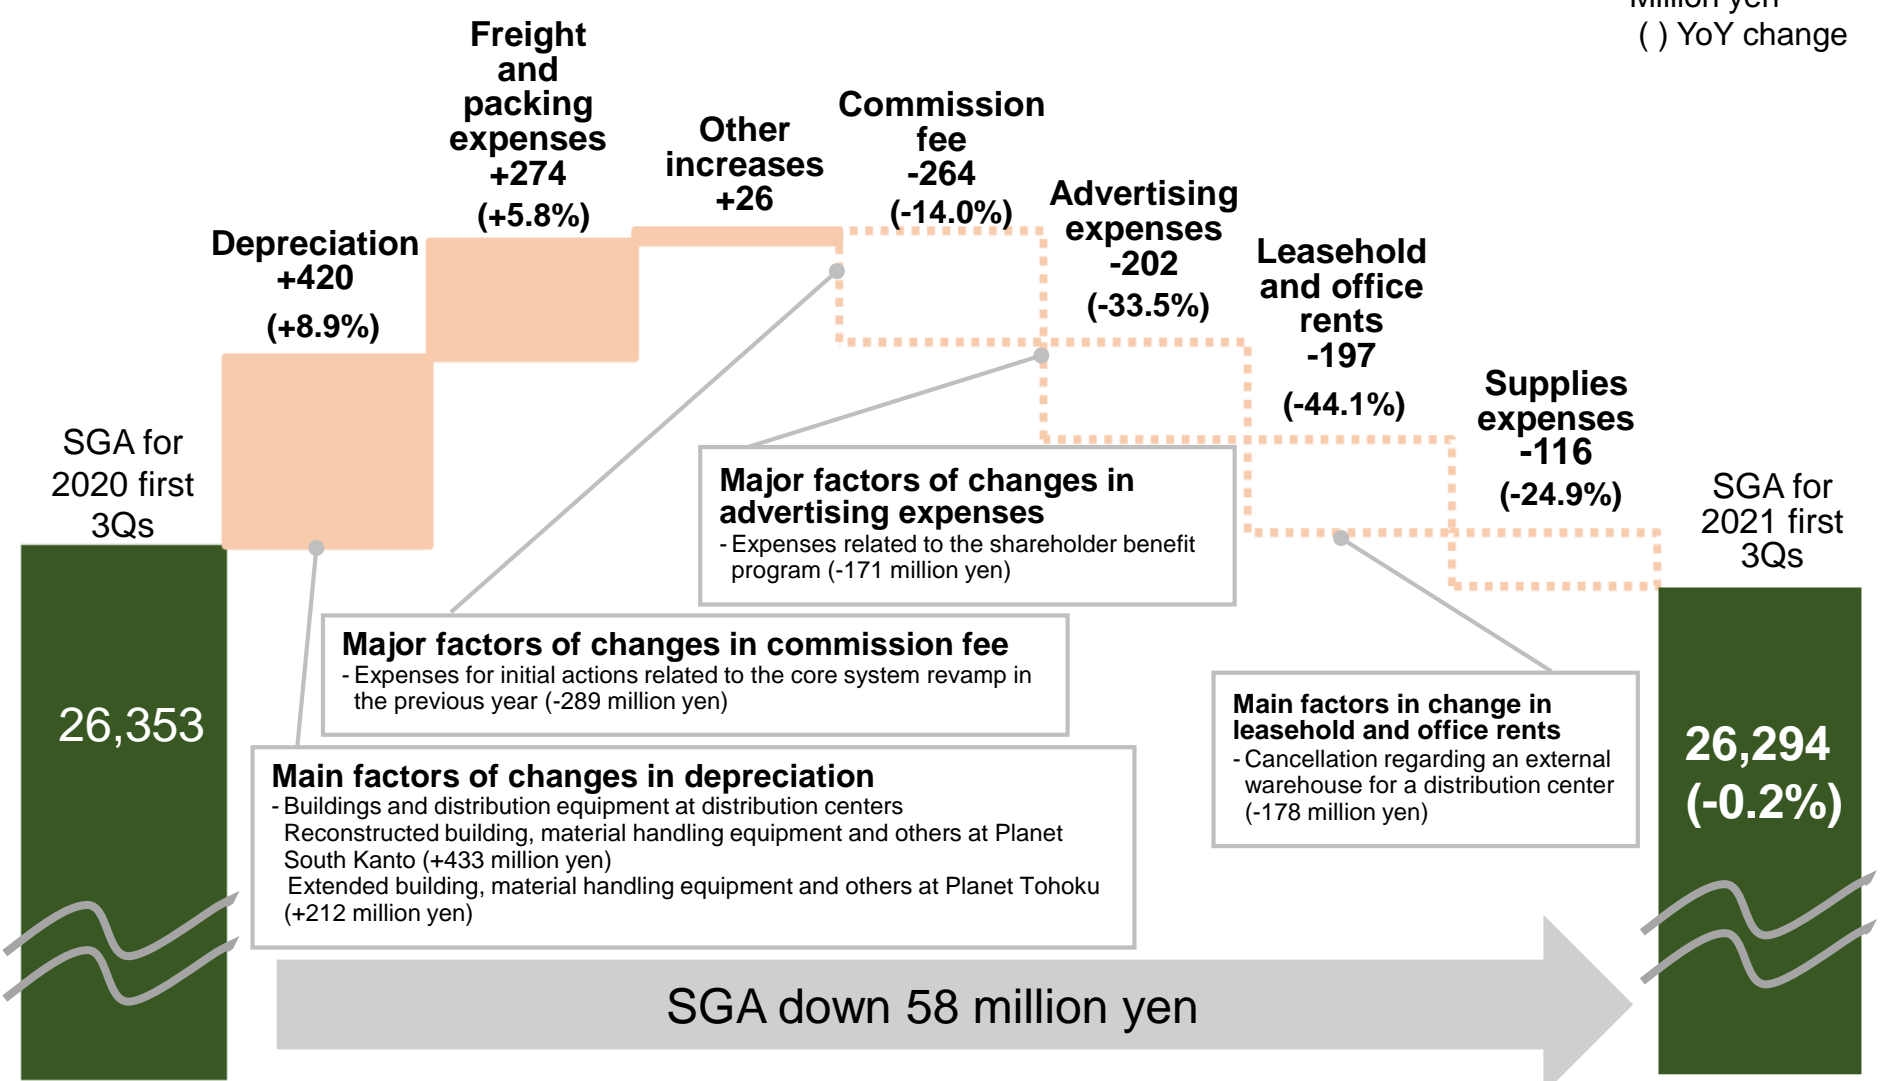 Million yen
( ) YoY change
Freight
and
packing
expenses
+274
(+5.8%)
Other
increases
+26
Commission
fee
-264
(-14.0%)
Advertising
expenses
-202
(-33.5%)
Depreciation
+420
(+8.9%)
Leasehold
and office
rents
-197
(-44.1%)
Supplies
expenses
-116
(-24.9%)
SGA for
2020 first
3Qs
SGA for
2021 first
3Qs
Major factors of changes in
advertising expenses
- Expenses related to the shareholder benefit
program (-171 million yen)
Major factors of changes in commission fee
- Expenses for initial actions related to the core system revamp in
the previous year (-289 million yen)
Main factors in change in
leasehold and office rents
- Cancellation regarding an external
warehouse for a distribution center
(-178 million yen)
26,353
26,294
(-0.2%)
Main factors of changes in depreciation
- Buildings and distribution equipment at distribution centers
Reconstructed building, material handling equipment and others at Planet
South Kanto (+433 million yen)
Extended building, material handling equipment and others at Planet Tohoku
(+212 million yen)
SGA down 58 million yen